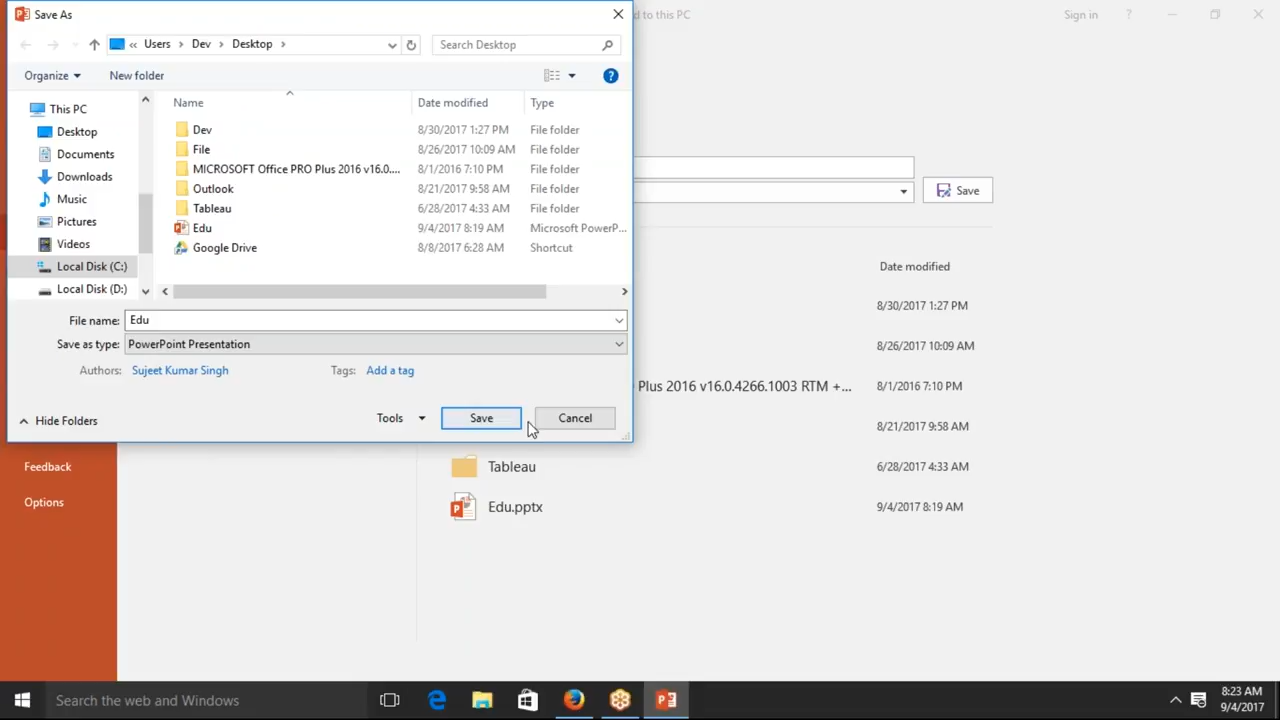 Save As
d to this PC
Sign in ?
« Users > Dev > Desktop >
Search Desktop
Organize
New folder
?
Name
Date modified
Type
This PC
Desktop
Documents
Downloads
Music
Pictures
Videos
Local Disk (C:)
Local Disk (D:)
Dev 8/30/2017 1:27 PM File folder
File 8/26/2017 10:09 AM File folder
MICROSOFT Office PRO Plus 2016 v16.0.... 8/1/2016 7:10 PM File folder
Outlook 8/21/2017 9:58 AM File folder
Tableau 6/28/2017 4:33 AM File folder
Edu 9/4/2017 8:19 AM Microsoft PowerP...
Google Drive 8/8/2017 6:28 AM Shortcut
File name: Edu
Save as type: PowerPoint Presentation
Authors: Sujeet Kumar Singh
Tags: Add a tag
Hide Folders
Tools
Save
Cancel
Save
Date modified
8/30/2017 1:27 PM
8/26/2017 10:09 AM
Plus 2016 v16.0.4266.1003 RTM +... 8/1/2016 7:10 PM
8/21/2017 9:58 AM
Tableau 6/28/2017 4:33 AM
Edu.pptx 9/4/2017 8:19 AM
Feedback
Options
Search the web and Windows
8:23 AM
9/4/2017